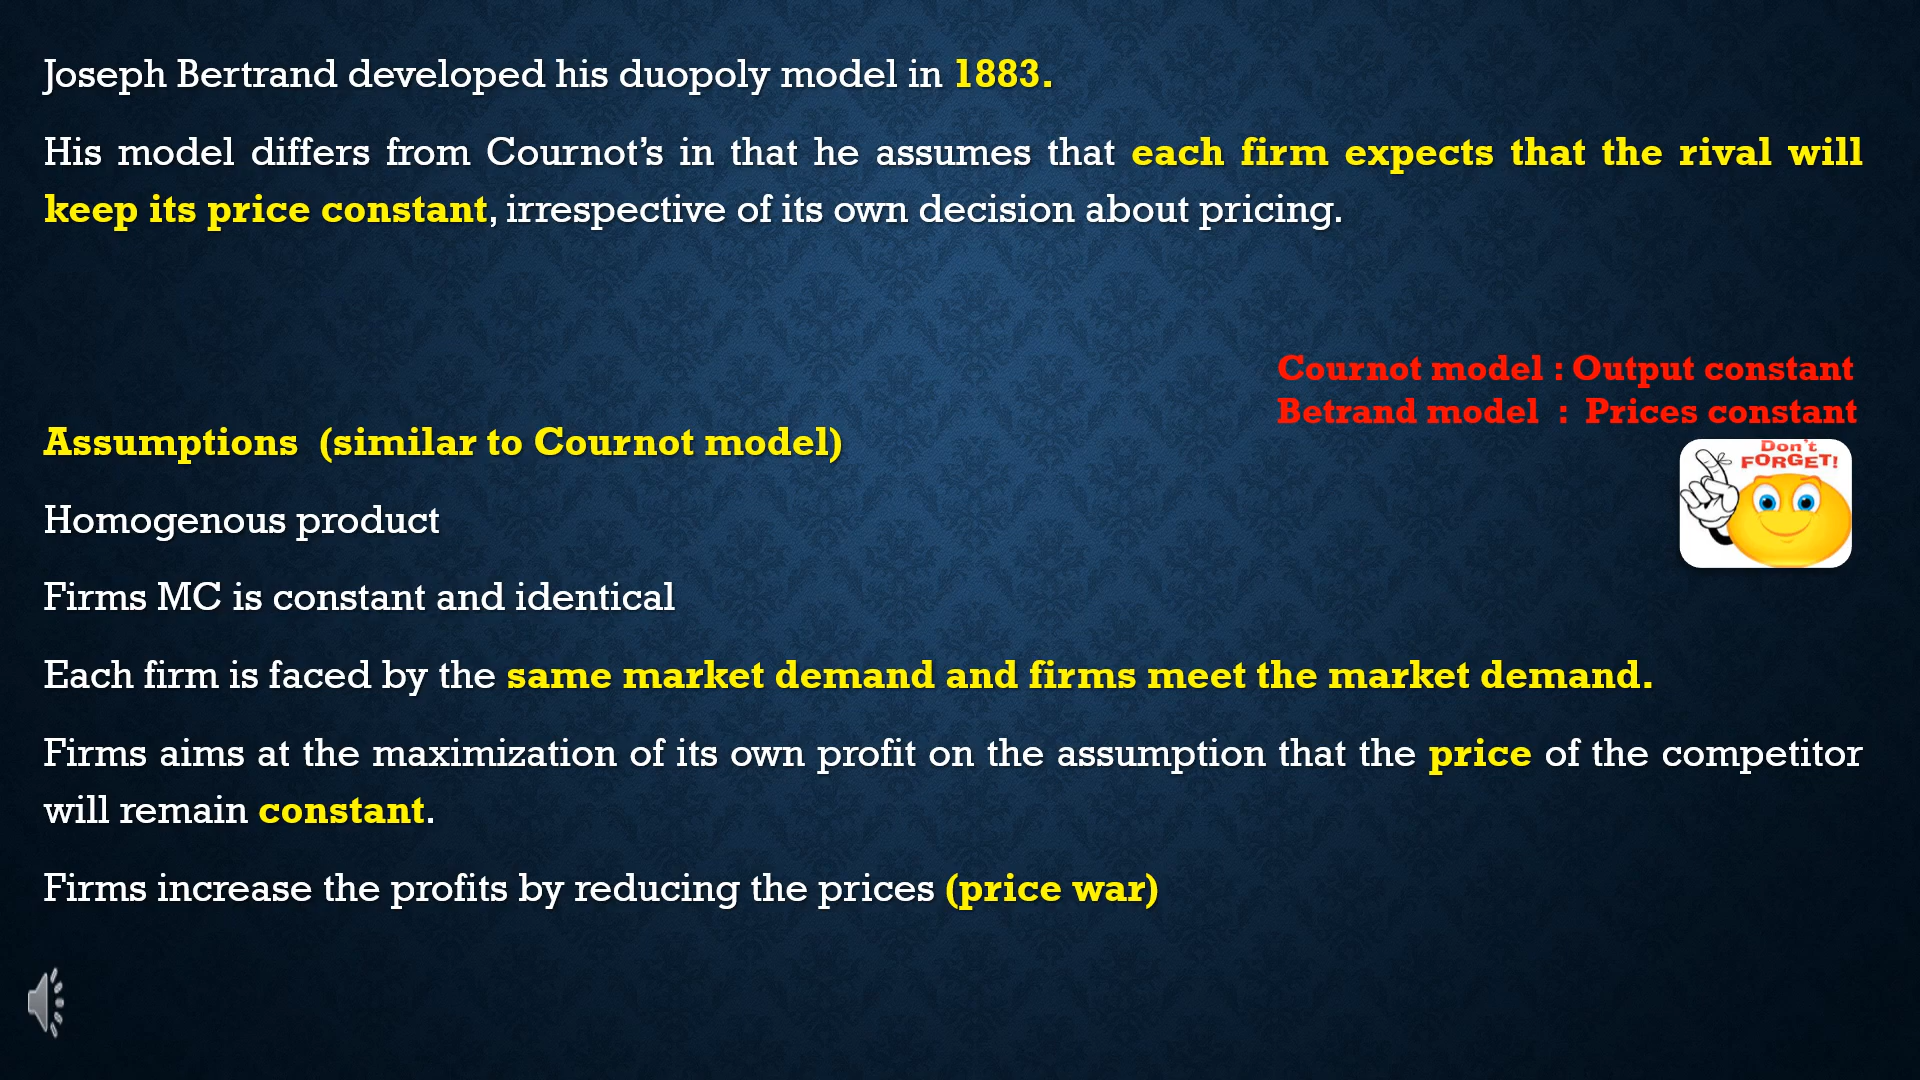 Joseph Bertrand developed his duopoly model in 1883.
His model differs from Cournot’s in that he assumes that each firm expects that the rival will
keep its price constant, irrespective of its own decision about pricing.
Cournot model : Output constant
Betrand model : Prices constant
Don't
FORGET!
Assumptions (similar to Cournot model)
Homogenous product
Firms MC is constant and identical
Each firm is faced by the same market demand and firms meet the market demand.
Firms aims at the maximization of its own profit on the assumption that the price of the competitor
will remain constant.
Firms increase the profits by reducing the prices (price war)